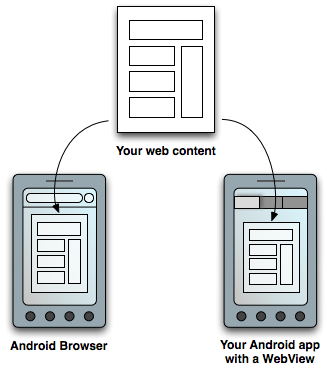 Your web content
Android Browser
Your Android app
with a WebView